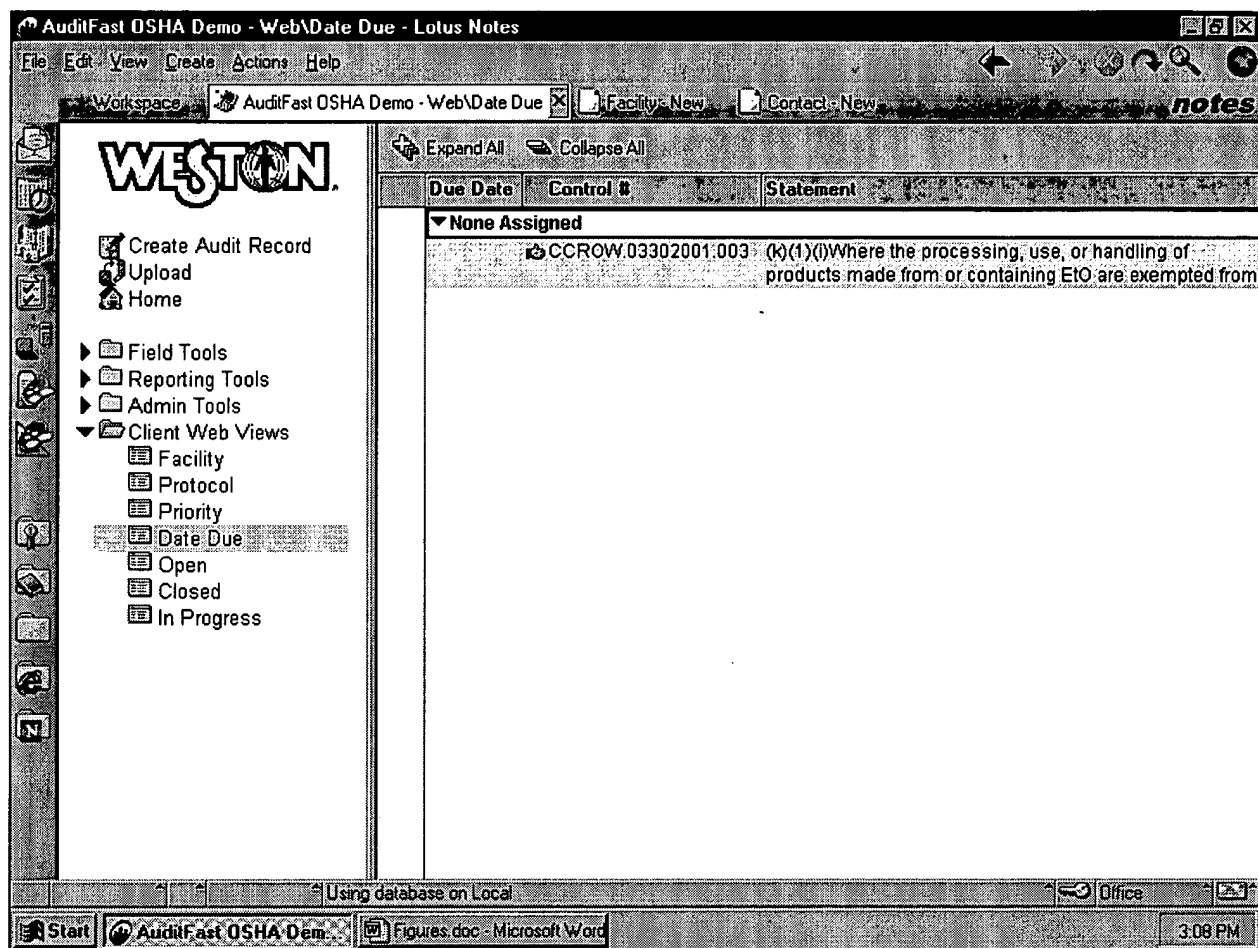 AuditFast OSHA Demo - Web\Date Due - Lotus Notes
File Edit View Create Actions Help
Workspace AuditFast OSHA Demo - Web\Date Due Facility - New Contact - New notes
WESTON.
Expand All Collapse All
Due Date Control # Statement
None Assigned
CCROW.03302001.003 (k)(1)(i)Where the processing, use, or handling of
products made from or containing EtO are exempted from
Create Audit Record
Upload
Home
Field Tools
Reporting Tools
Admin Tools
Client Web Views
Facility
Protocol
Priority
Date Due
Open
Closed
In Progress
Using database on Local Office
Start AuditFast OSHA Dem... Figures.doc - Microsoft Word 3:08 PM